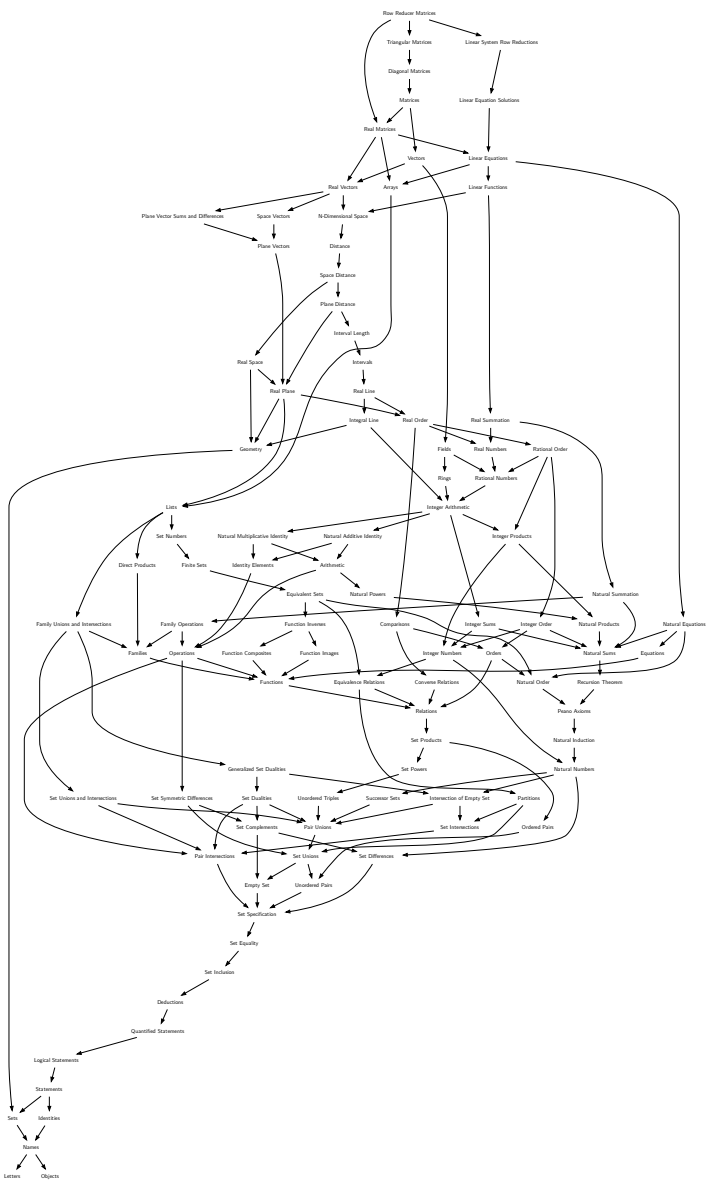 Row Reducer Matrices
Triangular Matrices
Linear System Row Reductions
Diagonal Matrices
Matrices
Linear Equation Solutions
Real Matrices
Vectors
Linear Equations
Real Vectors
Arrays
Linear Functions
Plane Vector Sums and Differences
Space Vectors
N-Dimensional Space
Plane Vectors
Distance
Space Distance
Plane Distance
Interval Length
Real Space
Intervals
Real Plane
Real Line
Integral Line
Real Order
Real Summation
Geometry
Fields
Real Numbers
Rational Order
Rings
Rational Numbers
Lists
Integer Arithmetic
Set Numbers
Natural Multiplicative Identity
Natural Additive Identity
Integer Products
Direct Products
Finite Sets
Identity Elements
Arithmetic
Equivalent Sets
Natural Powers
Natural Summation
Family Unions and Intersections
Family Operations
Function Inverses
Comparisons
Integer Sums
Integer Order
Natural Products
Natural Equations
Families
Operations
Function Composites
Function Images
Integer Numbers
Orders
Natural Sums
Equations
Functions
Equivalence Relations
Converse Relations
Natural Order
Recursion Theorem
Relations
Peano Axioms
Set Products
Natural Induction
Generalized Set Dualities
Set Powers
Natural Numbers
Set Unions and Intersections
Set Symmetric Differences
Set Dualities
Unordered Triples
Successor Sets
Intersection of Empty Set
Partitions
Set Complements
Pair Unions
Set Intersections
Ordered Pairs
Pair Intersections
Set Unions
Set Differences
Empty Set
Unordered Pairs
Set Specification
Set Equality
Set Inclusion
Deductions
Quantified Statements
Logical Statements
Statements
Sets
Identities
Names
Letters
Objects